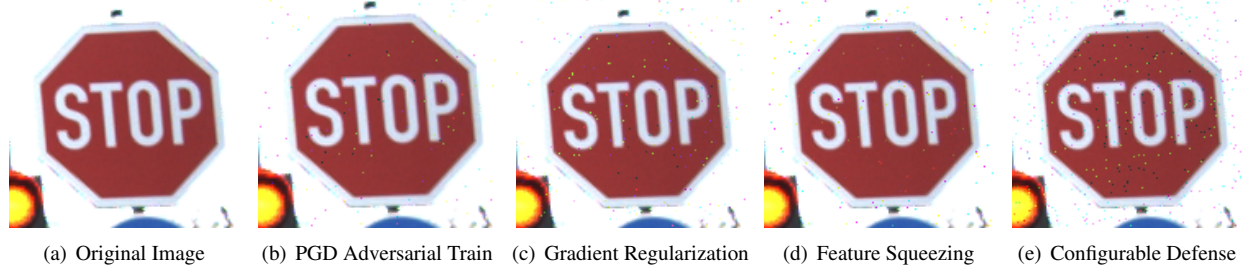 STOP STOP STOP STOP STOP
(a) Original Image (b) PGD Adversarial Train (c) Gradient Regularization (d) Feature Squeezing (e) Configurable Defense